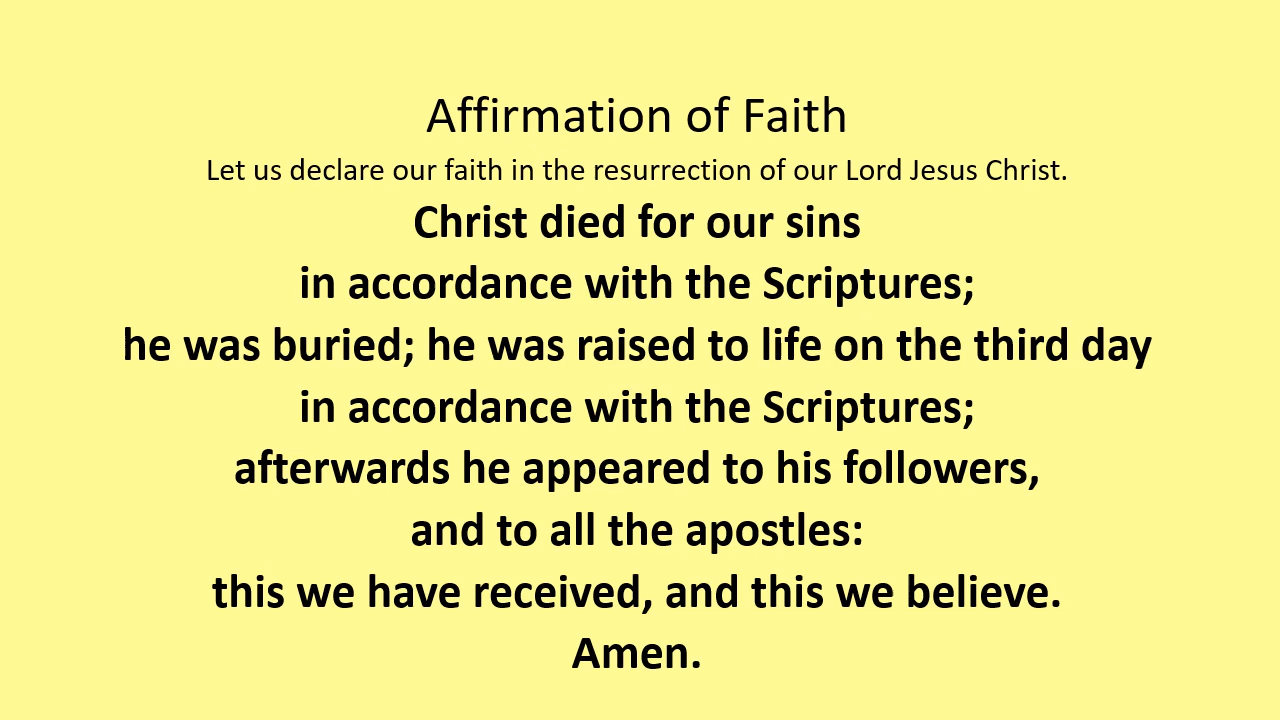 Affirmation of Faith
Let us declare our faith in the resurrection of our Lord Jesus Christ.
Christ died for our sins
in accordance with the Scriptures;
he was buried; he was raised to life on the third day
in accordance with the Scriptures;
afterwards he appeared to his followers,
and to all the apostles:
this we have received, and this we believe.
Amen.